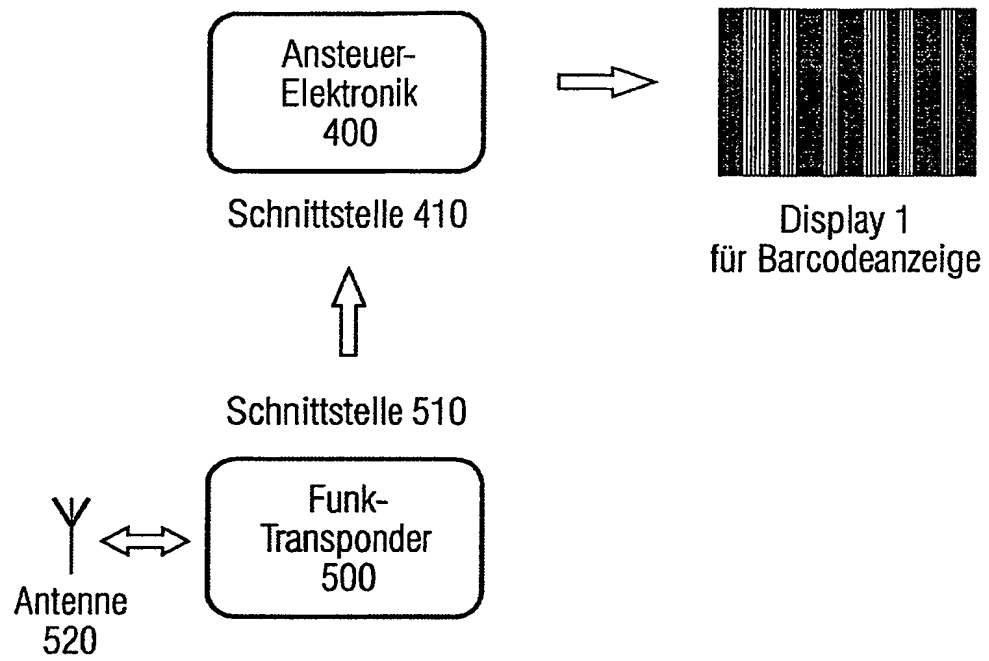 Ansteuer-
Elektronik
400
Schnittstelle 410
Display 1
für Barcodeanzeige
Schnittstelle 510
Funk-
Transponder
500
Antenne
520